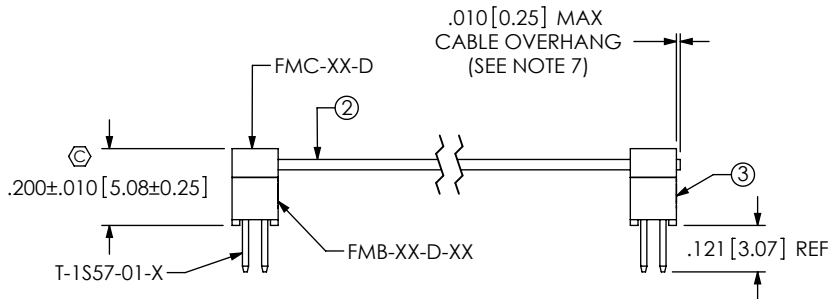 .010[0.25] MAX
CABLE OVERHANG
(SEE NOTE 7)
FMC-XX-D
2
C
.200±.010[5.08±0.25]
3
FMB-XX-D-XX
.121[3.07] REF
T-1S57-01-X